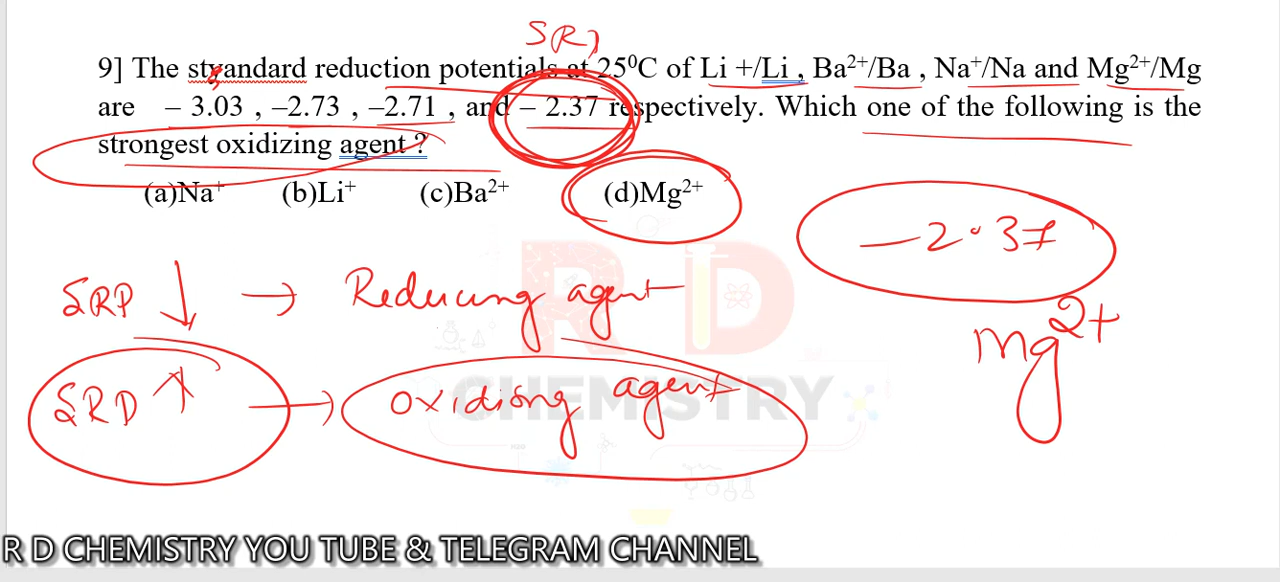 SRP
9] The standard reduction potentials at 25⁰C of Li +/Li , Ba²⁺/Ba , Na⁺/Na and Mg²⁺/Mg
are – 3.03 , –2.73 , –2.71 , and – 2.37 respectively. Which one of the following is the
strongest oxidizing agent ?
(a)Na⁺ (b)Li⁺ (c)Ba²⁺ (d)Mg²⁺
–2.37
SRP ↓ → Reducing agent
Mg²⁺
SRP ↑ → oxidising agent
RD
CHEMISTRY
R D CHEMISTRY YOU TUBE & TELEGRAM CHANNEL